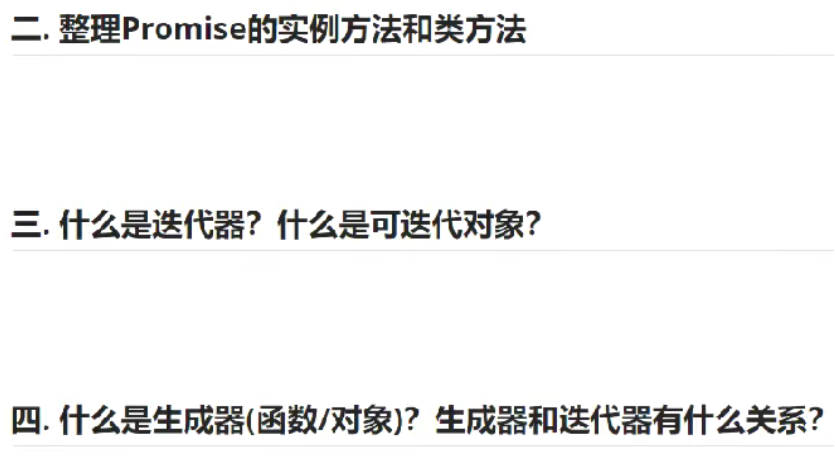 二. 整理Promise的实例方法和类方法
三. 什么是迭代器？什么是可迭代对象？
四. 什么是生成器(函数/对象)？生成器和迭代器有什么关系？